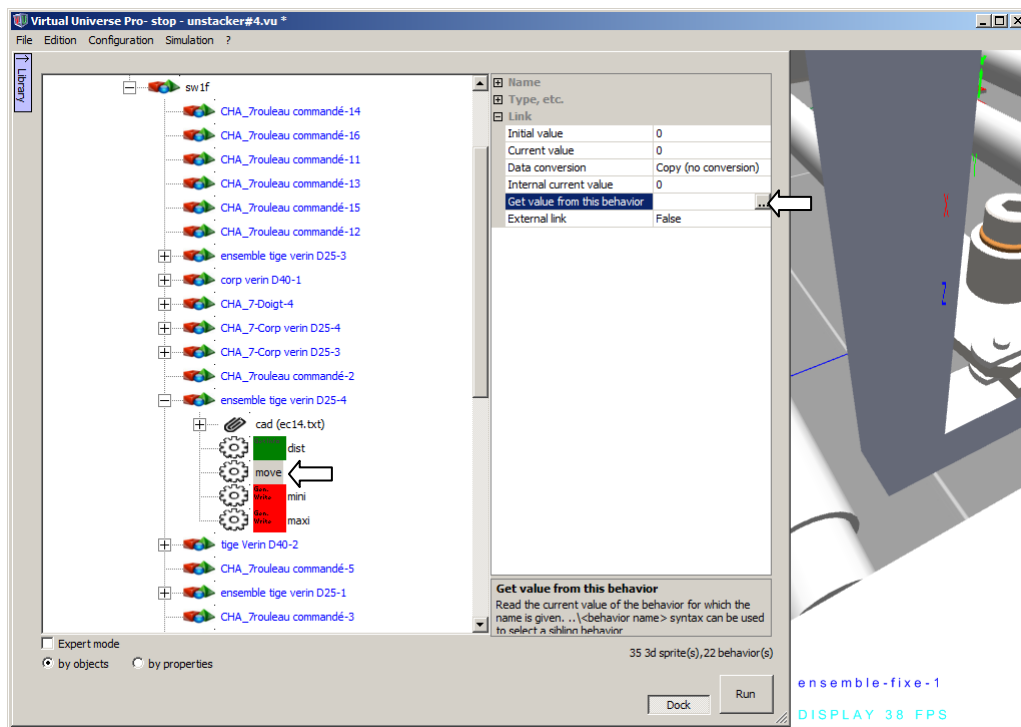 Virtual Universe Pro- stop - unstacker#4.vu *
File Edition Configuration Simulation ?
Library
sw1f
CHA_7rouleau commandé-14
CHA_7rouleau commandé-16
CHA_7rouleau commandé-11
CHA_7rouleau commandé-13
CHA_7rouleau commandé-15
CHA_7rouleau commandé-12
ensemble tige verin D25-3
corp verin D40-1
CHA_7-Doigt-4
CHA_7-Corp verin D25-4
CHA_7-Corp verin D25-3
CHA_7rouleau commandé-2
ensemble tige verin D25-4
cad (ec14.txt)
dist
move
Gen.
Write
mini
Gen.
Write
maxi
tige Verin D40-2
CHA_7rouleau commandé-5
ensemble tige verin D25-1
CHA_7rouleau commandé-3
Name
Type, etc.
Link
Initial value 0
Current value 0
Data conversion Copy (no conversion)
Internal current value 0
Get value from this behavior ...
External link False
Get value from this behavior
Read the current value of the behavior for which the
name is given. ..\<behavior name> syntax can be used
to select a sibling behavior
Expert mode
by objects by properties
35 3d sprite(s),22 behavior(s)
Dock
Run
ensemble-fixe-1
DISPLAY 38 FPS